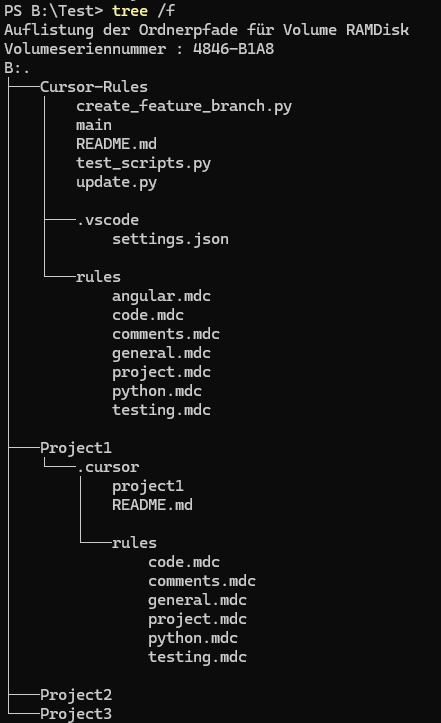 PS B:\Test> tree /f
Auflistung der Ordnerpfade für Volume RAMDisk
Volumeseriennummer : 4846-B1A8
B:.
├───Cursor-Rules
│   │   create_feature_branch.py
│   │   main
│   │   README.md
│   │   test_scripts.py
│   │   update.py
│   │
│   ├───.vscode
│   │       settings.json
│   │
│   └───rules
│           angular.mdc
│           code.mdc
│           comments.mdc
│           general.mdc
│           project.mdc
│           python.mdc
│           testing.mdc
│
├───Project1
│   └───.cursor
│       │   project1
│       │   README.md
│       │
│       └───rules
│               code.mdc
│               comments.mdc
│               general.mdc
│               project.mdc
│               python.mdc
│               testing.mdc
│
├───Project2
└───Project3